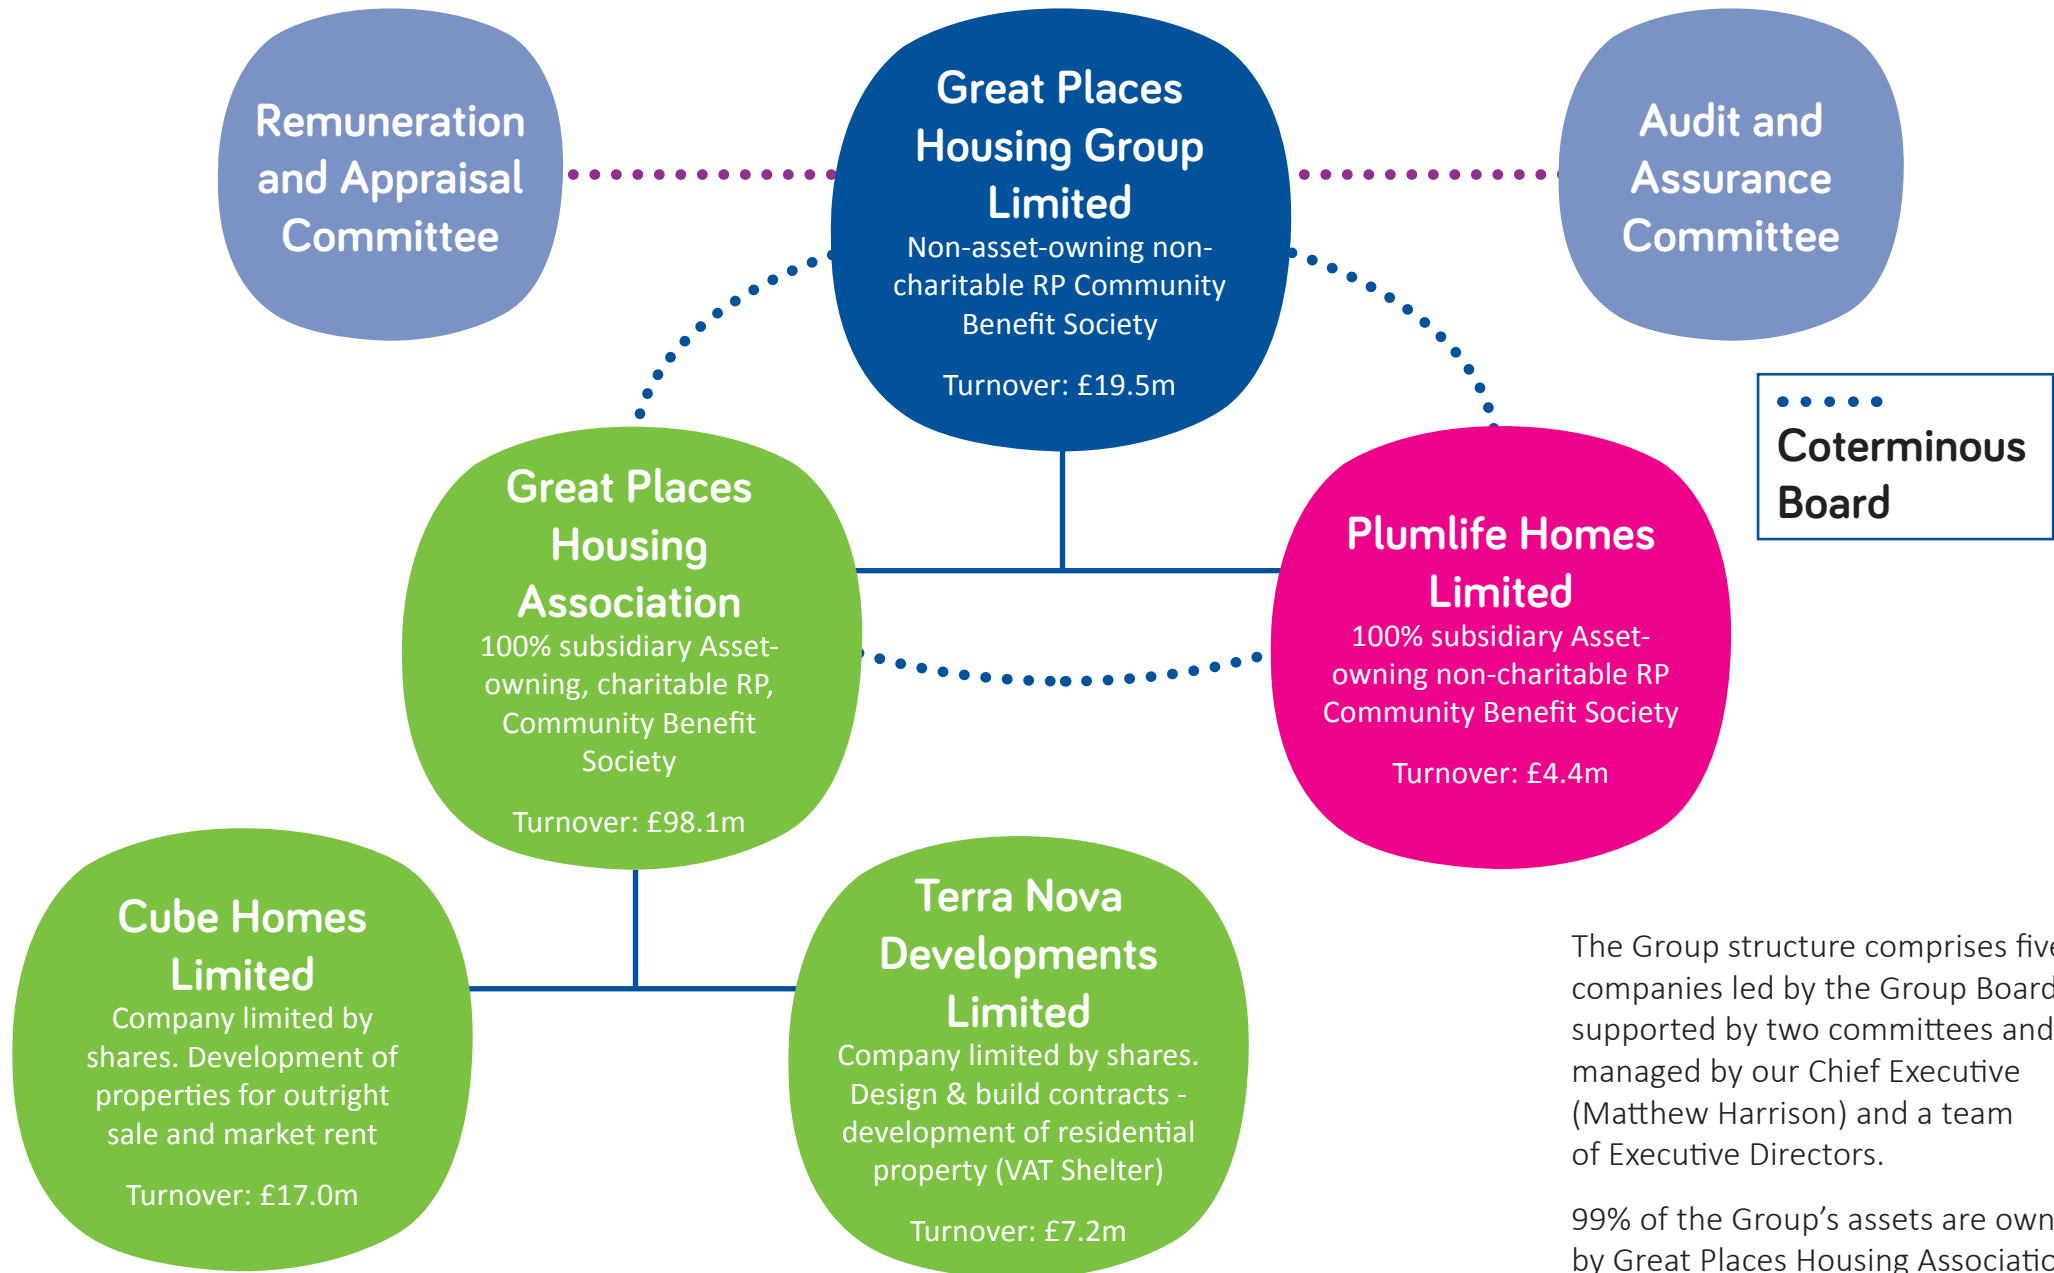 Remuneration
and Appraisal
Committee
Great Places
Housing Group
Limited
Non-asset-owning non-
charitable RP Community
Benefit Society
Turnover: £19.5m
Audit and
Assurance
Committee
Coterminous
Board
Great Places
Housing
Association
100% subsidiary Asset-
owning, charitable RP,
Community Benefit
Society
Turnover: £98.1m
Plumlife Homes
Limited
100% subsidiary Asset-
owning non-charitable RP
Community Benefit Society
Turnover: £4.4m
Cube Homes
Limited
Company limited by
shares. Development of
properties for outright
sale and market rent
Turnover: £17.0m
Terra Nova
Developments
Limited
Company limited by shares.
Design & build contracts -
development of residential
property (VAT Shelter)
Turnover: £7.2m
The Group structure comprises five
companies led by the Group Board
supported by two committees and
managed by our Chief Executive
(Matthew Harrison) and a team
of Executive Directors.
99% of the Group's assets are own
by Great Places Housing Associatio